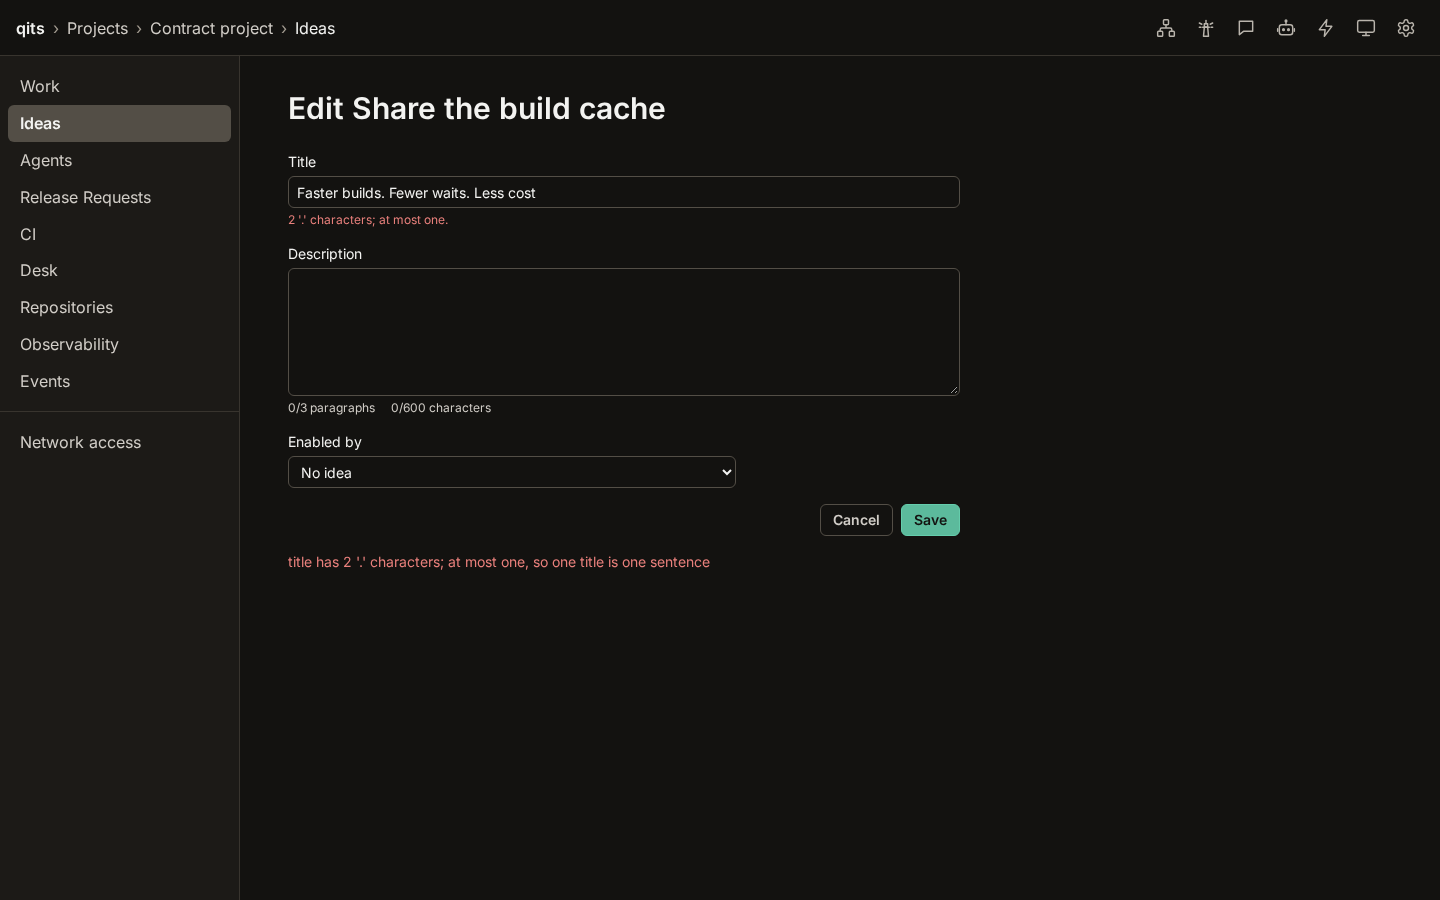 qits › Projects › Contract project › Ideas
Work
Ideas
Agents
Release Requests
CI
Desk
Repositories
Observability
Events
Network access
Edit Share the build cache
Title
Faster builds. Fewer waits. Less cost
2 '.' characters; at most one.
Description
0/3 paragraphs 0/600 characters
Enabled by
No idea
Cancel Save
title has 2 '.' characters; at most one, so one title is one sentence